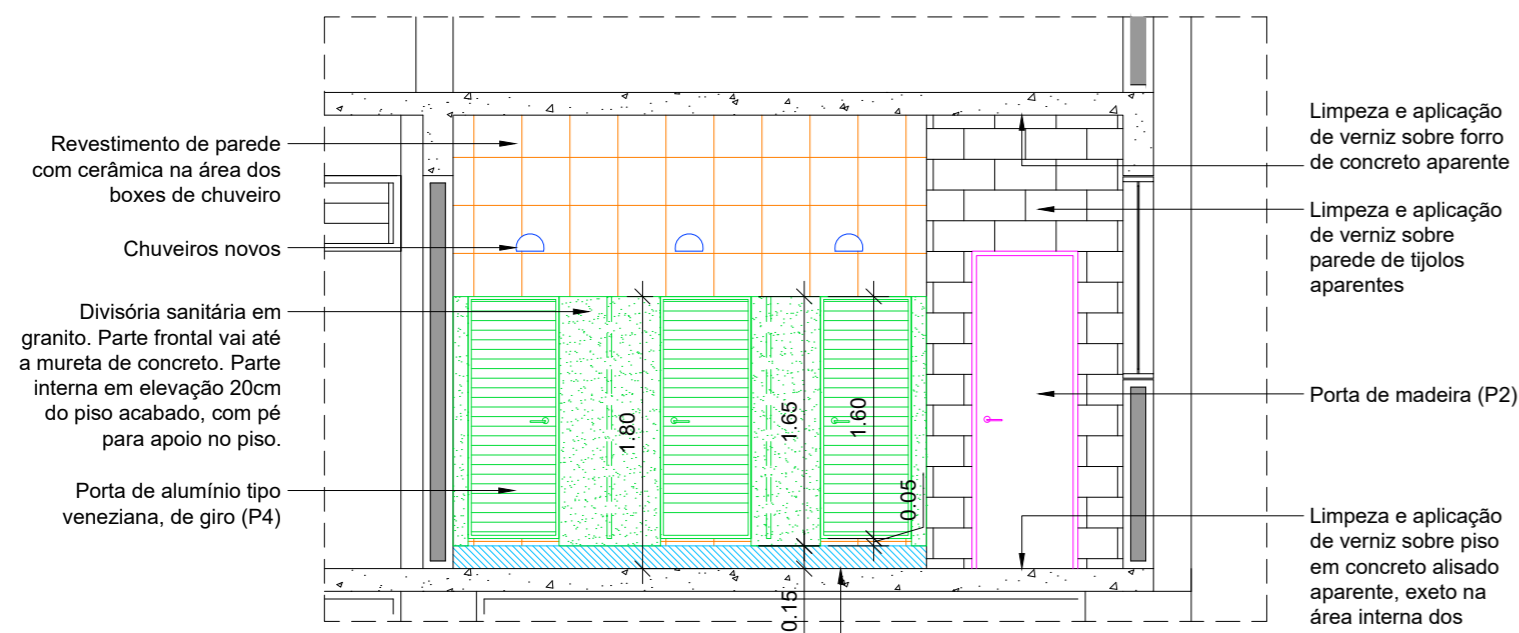 Revestimento de parede
com cerâmica na área dos
boxes de chuveiro
Chuveiros novos
Divisória sanitária em
granito. Parte frontal vai até
a mureta de concreto. Parte
interna em elevação 20cm
do piso acabado, com pé
para apoio no piso.
Porta de alumínio tipo
veneziana, de giro (P4)
1.80
1.65
1.60
0.05
0.15
Limpeza e aplicação
de verniz sobre forro
de concreto aparente
Limpeza e aplicação
de verniz sobre
parede de tijolos
aparentes
Porta de madeira (P2)
Limpeza e aplicação
de verniz sobre piso
em concreto alisado
aparente, exeto na
área interna dos